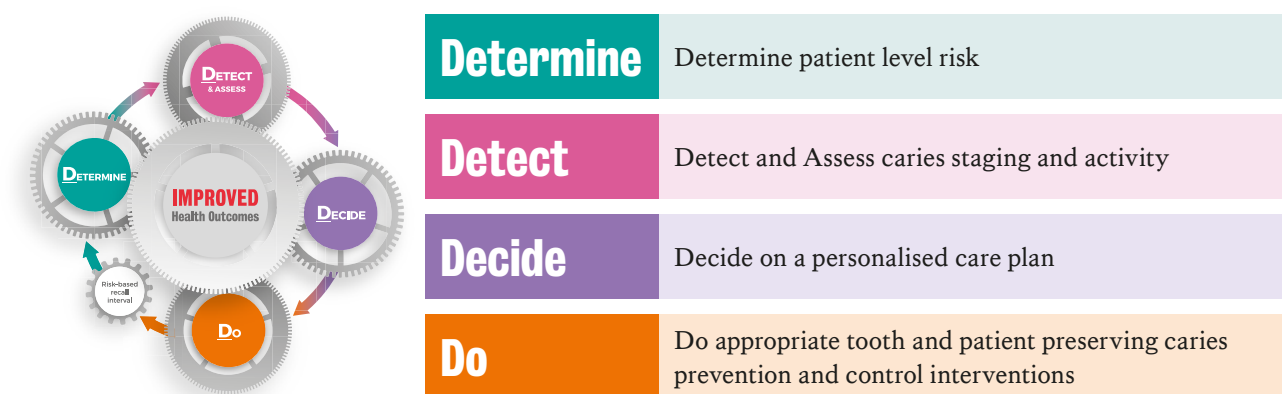 DETECT
& ASSESS
DETERMINE
IMPROVED
Health Outcomes
DECIDE
Risk-based
recall
interval
Do
Determine
Determine patient level risk
Detect
Detect and Assess caries staging and activity
Decide
Decide on a personalised care plan
Do
Do appropriate tooth and patient preserving caries
prevention and control interventions